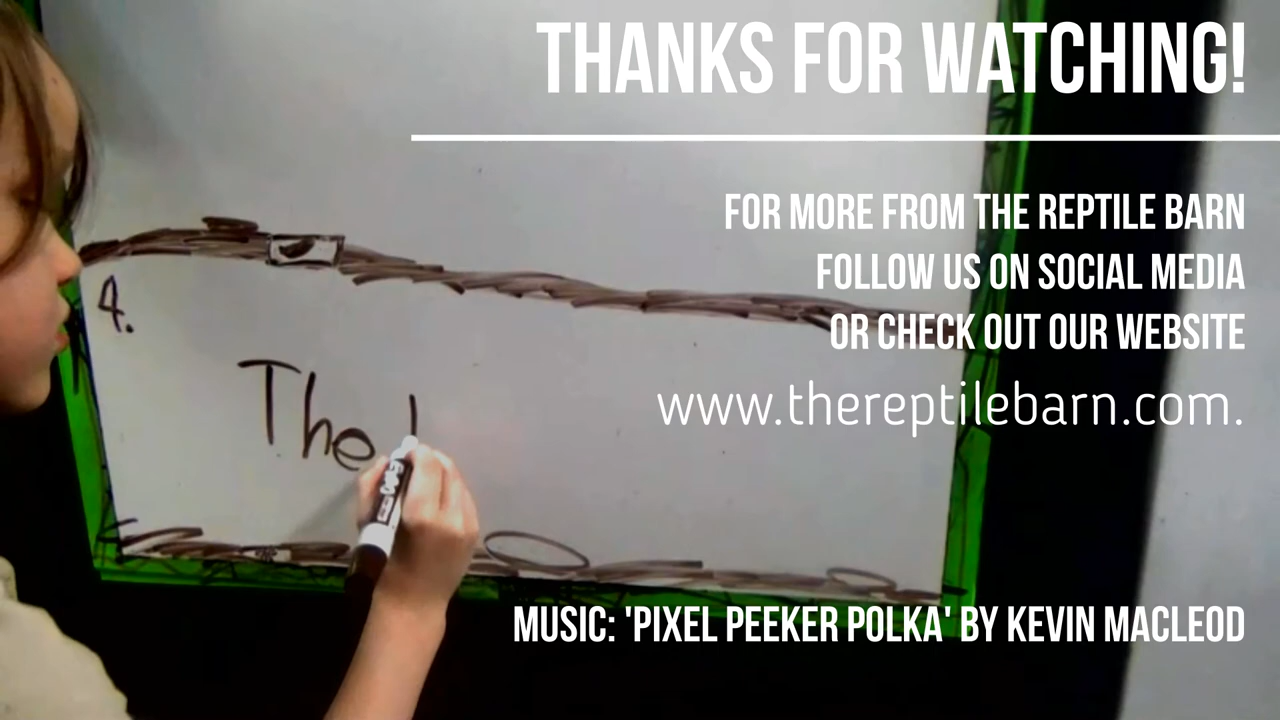 THANKS FOR WATCHING!
FOR MORE FROM THE REPTILE BARN
FOLLOW US ON SOCIAL MEDIA
OR CHECK OUT OUR WEBSITE
www.thereptilebarn.com.
4.
The
EXPO
MUSIC: 'PIXEL PEEKER POLKA' BY KEVIN MACLEOD